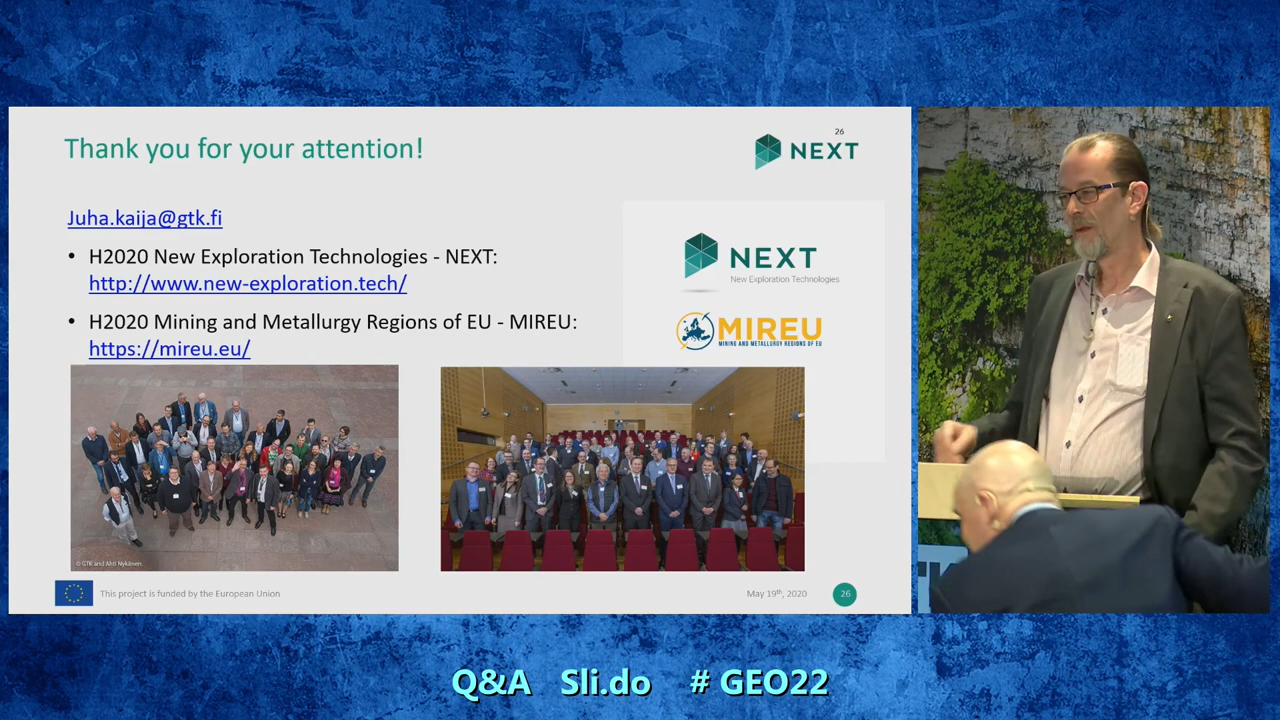 26
Thank you for your attention!
NEXT
Juha.kaija@gtk.fi
• H2020 New Exploration Technologies - NEXT:
http://www.new-exploration.tech/
• H2020 Mining and Metallurgy Regions of EU - MIREU:
https://mireu.eu/
NEXT
New Exploration Technologies
MIREU
MINING AND METALLURGY REGIONS OF EU
© GTK and Ahti Nykänen.
This project is funded by the European Union
May 19th, 2020
26
Q&A Sli.do # GEO22